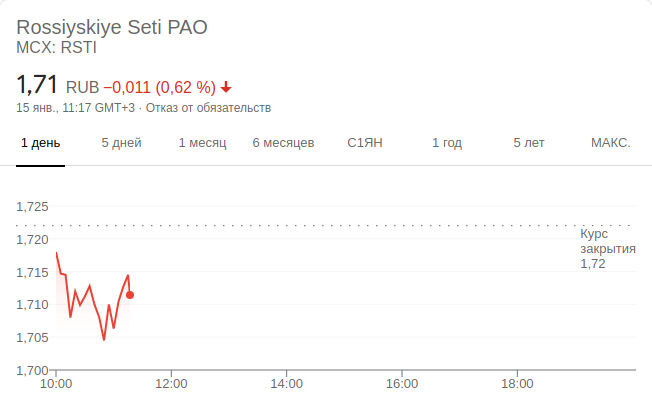 Rossiyskiye Seti PAO
MCX: RSTI
1,71 RUB −0,011 (0,62 %)
15 янв., 11:17 GMT+3 · Отказ от обязательств
1 день 5 дней 1 месяц 6 месяцев С1ЯН 1 год 5 лет МАКС.
1,725
1,720
1,715
1,710
1,705
1,700
Курс
закрытия
1,72
10:00 12:00 14:00 16:00 18:00